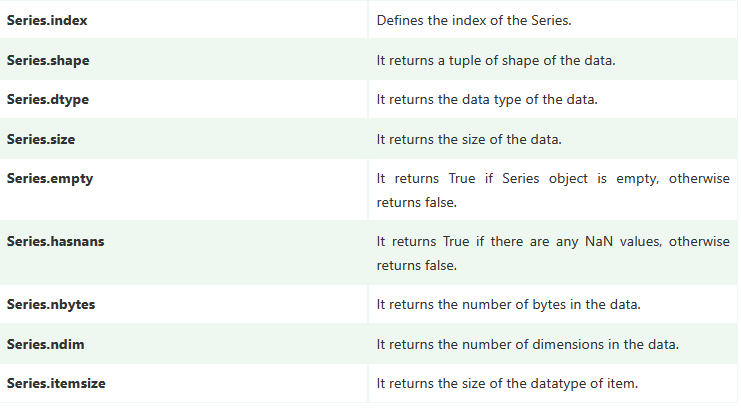 Series.index Defines the index of the Series.
Series.shape It returns a tuple of shape of the data.
Series.dtype It returns the data type of the data.
Series.size It returns the size of the data.
Series.empty It returns True if Series object is empty, otherwise
returns false.
Series.hasnans It returns True if there are any NaN values, otherwise
returns false.
Series.nbytes It returns the number of bytes in the data.
Series.ndim It returns the number of dimensions in the data.
Series.itemsize It returns the size of the datatype of item.